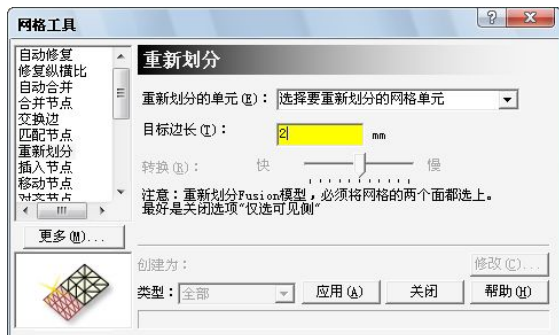 网格工具
自动修复
修复纵横比
自动合并
合并节点
交换边
匹配节点
重新划分
插入节点
移动节点
对齐节点
更多(M)...
重新划分
重新划分的单元(E)： 选择要重新划分的网格单元
目标边长(T)： 2 mm
转换(R)： 快 慢
注意：重新划分Fusion模型，必须将网格的两个面都选上。
最好是关闭选项"仅选可见侧"
创建为： 修改(C)...
类型：全部 应用(A) 关闭 帮助(H)